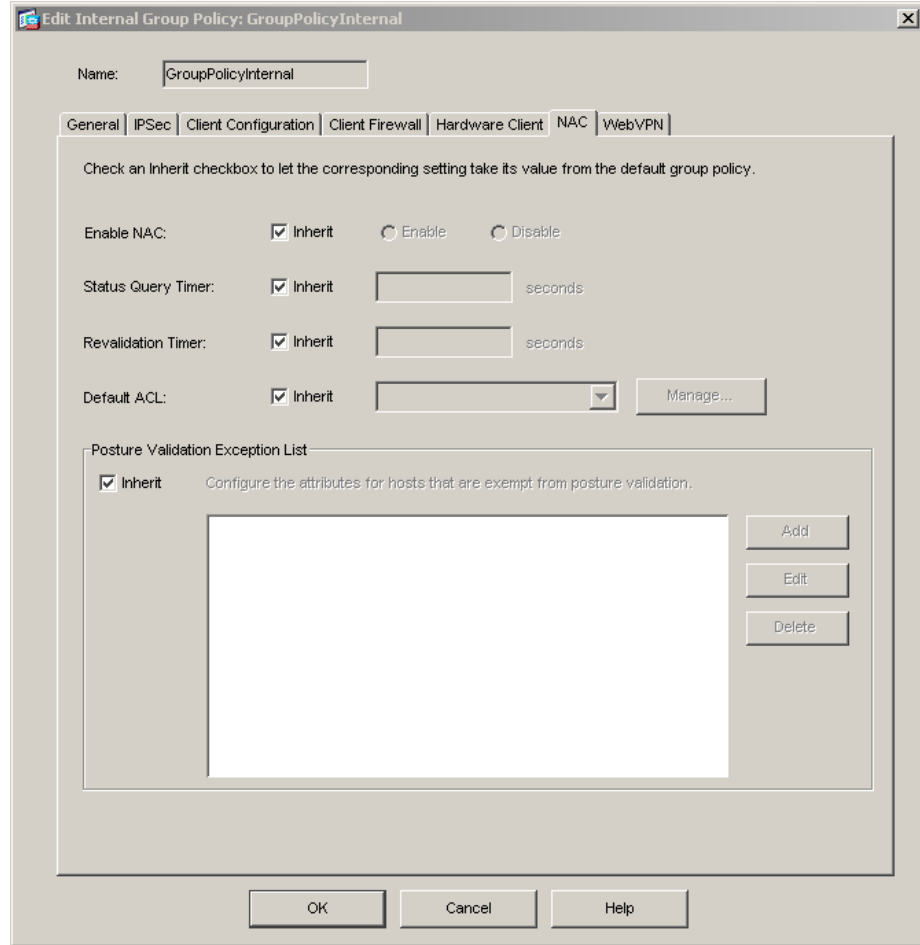 Edit Internal Group Policy: GroupPolicyInternal
Name: GroupPolicyInternal
General IPSec Client Configuration Client Firewall Hardware Client NAC WebVPN
Check an Inherit checkbox to let the corresponding setting take its value from the default group policy.
Enable NAC: Inherit Enable Disable
Status Query Timer: Inherit seconds
Revalidation Timer: Inherit seconds
Default ACL: Inherit Manage...
Posture Validation Exception List
Inherit Configure the attributes for hosts that are exempt from posture validation.
Add
Edit
Delete
OK Cancel Help